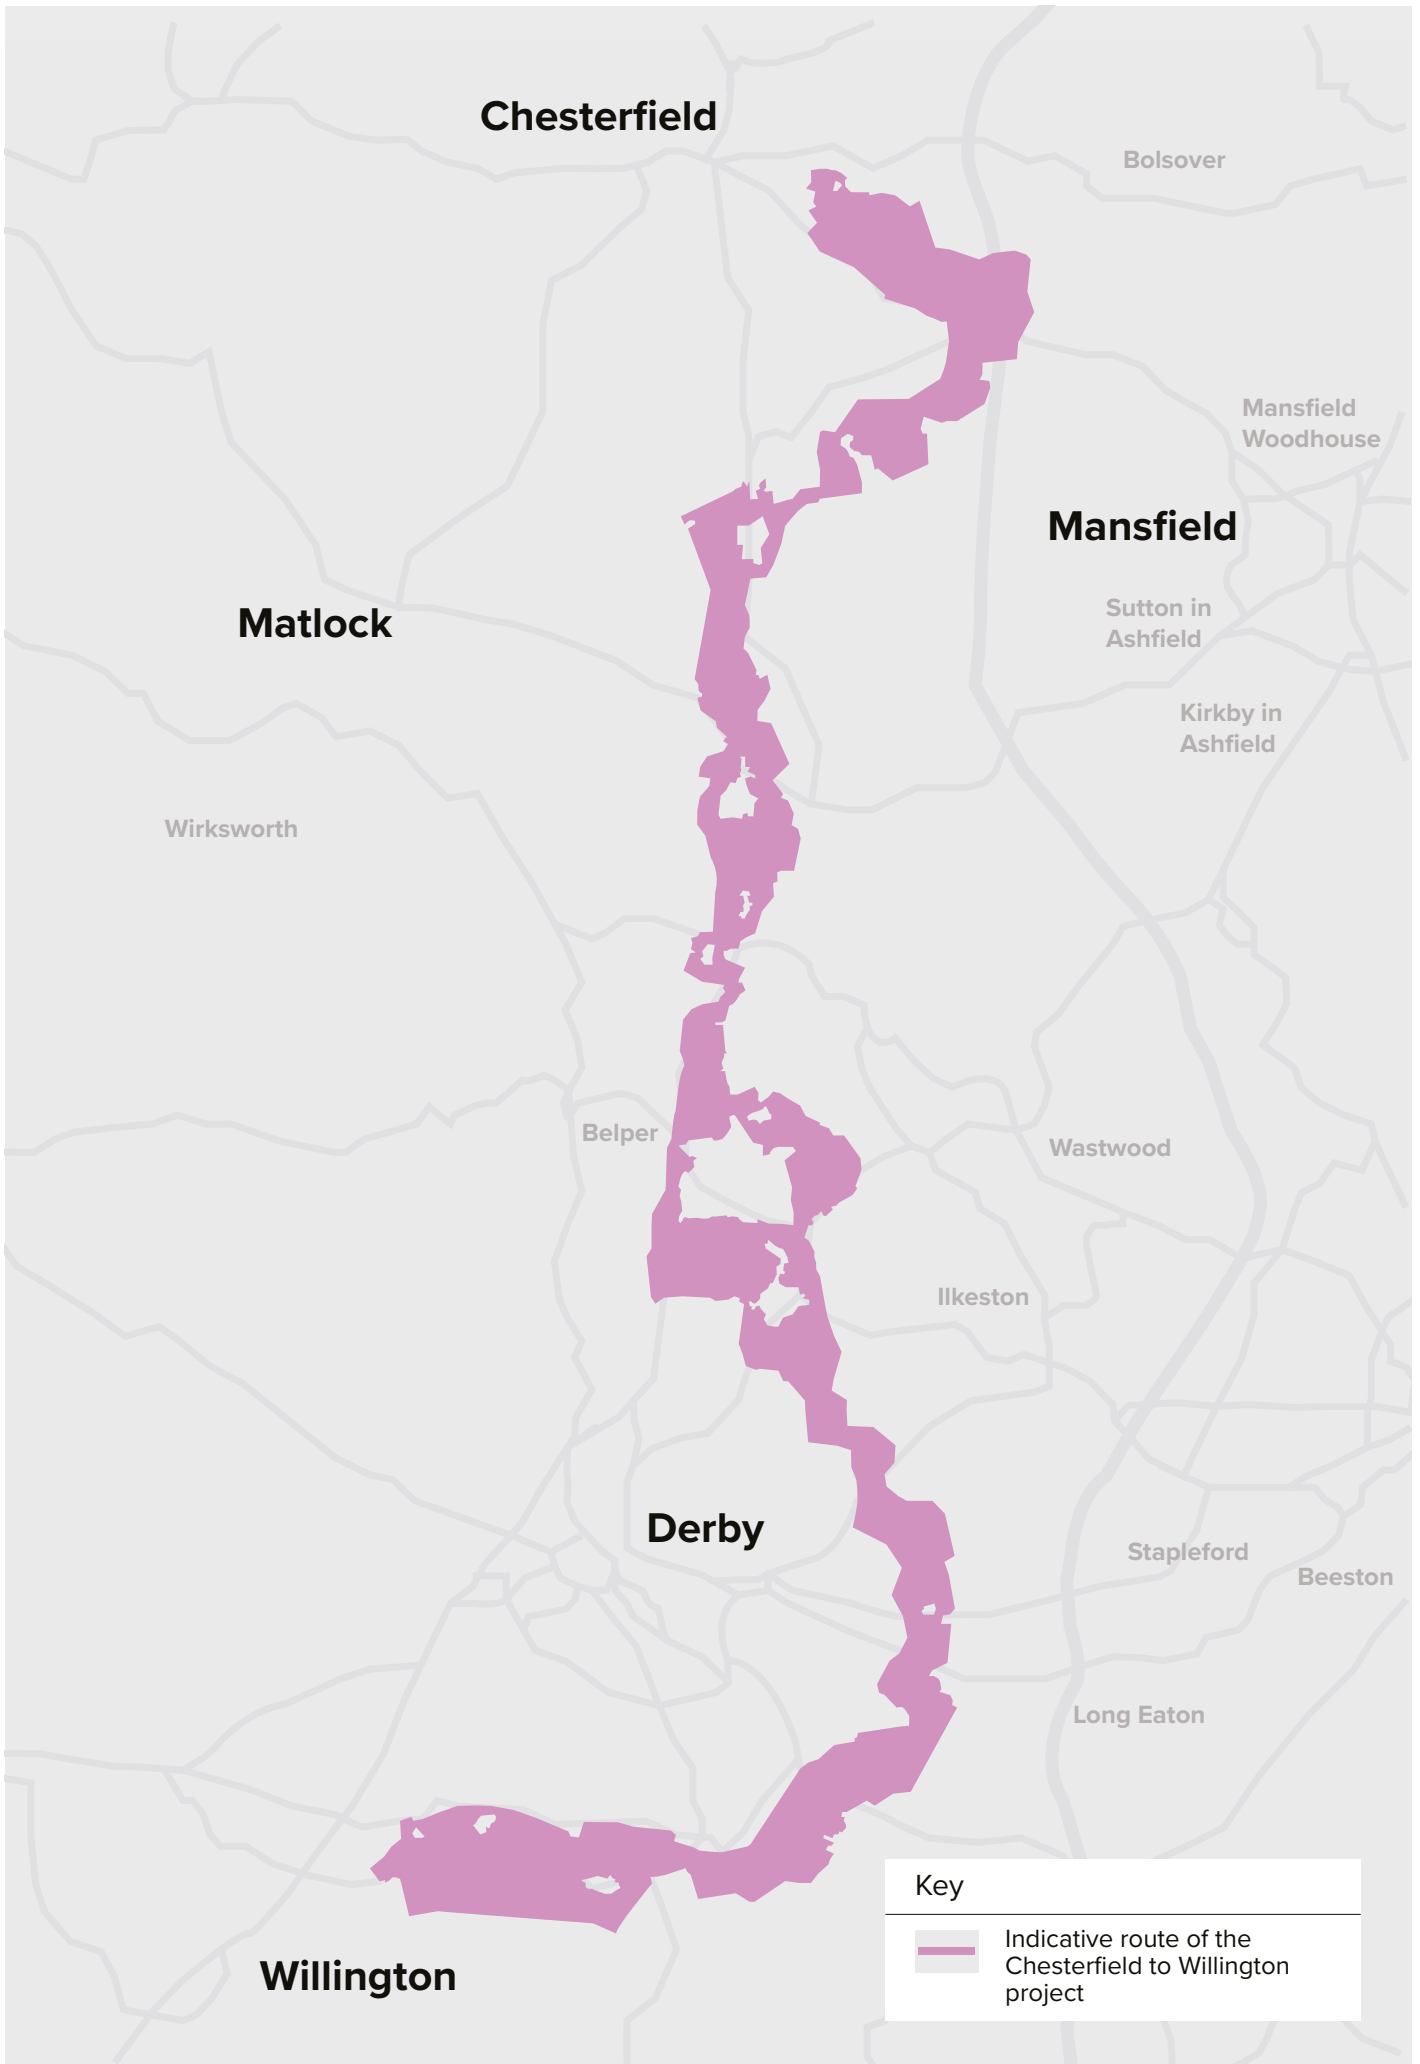 Chesterfield
Bolsover
Mansfield
Woodhouse
Mansfield
Matlock
Sutton in
Ashfield
Kirkby in
Ashfield
Wirksworth
Belper
Wastwood
Ilkeston
Derby
Stapleford
Beeston
Long Eaton
Willington
Key
Indicative route of the
Chesterfield to Willington
project